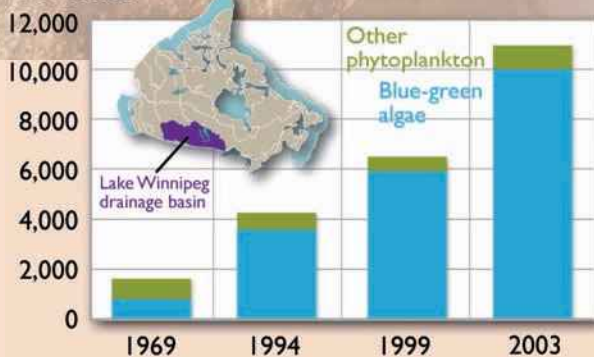 12,000
10,000
8,000
6,000
4,000
2,000
0
Other
phytoplankton
Blue-green
algae
Lake Winnipeg
drainage basin
1969
1994
1999
2003